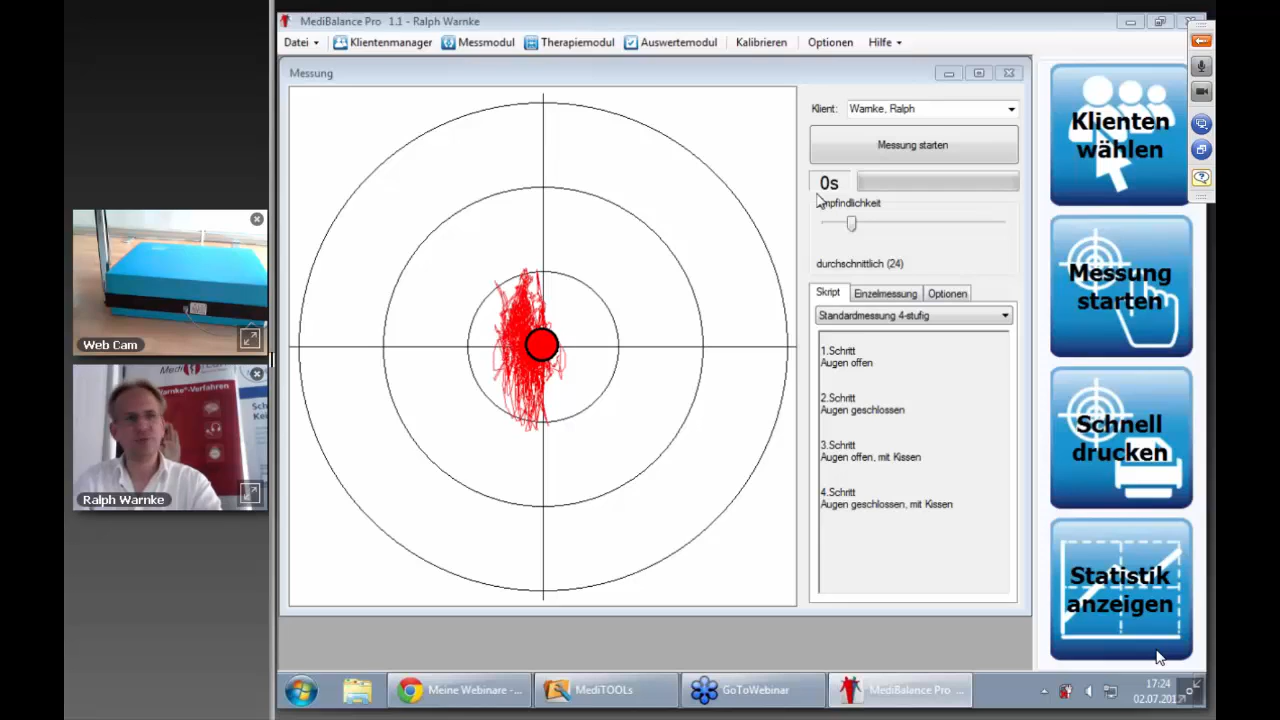 MediBalance Pro 1.1 - Ralph Warnke
Datei Klientenmanager Messmodul Therapiemodul Auswertemodul Kalibrieren Optionen Hilfe
Messung
Klient: Warnke, Ralph
Messung starten
0s
mpfindlichkeit
durchschnittlich (24)
Skript Einzelmessung Optionen
Standardmessung 4-stufig
1.Schritt
Augen offen
2.Schritt
Augen geschlossen
3.Schritt
Augen offen, mit Kissen
4.Schritt
Augen geschlossen, mit Kissen
Klienten
wählen
Messung
starten
Schnell
drucken
Statistik
anzeigen
Web Cam
Warnke®-Verfahren
Ralph Warnke
Meine Webinare -...
MediTOOLs
GoToWebinar
MediBalance Pro ...
17:24
02.07.201